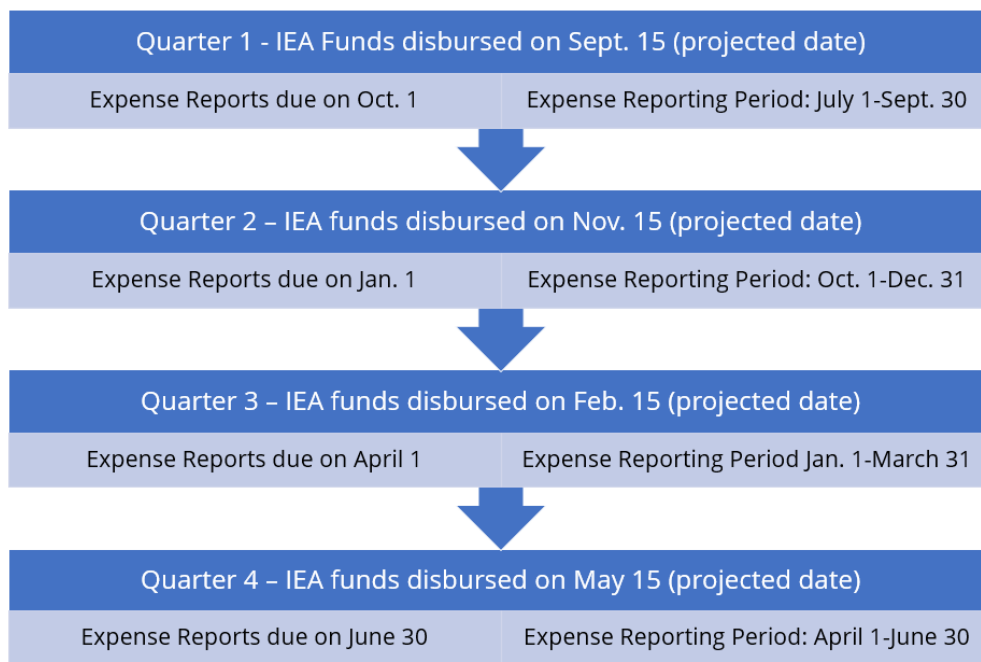 Quarter 1 - IEA Funds disbursed on Sept. 15 (projected date)
Expense Reports due on Oct. 1
Expense Reporting Period: July 1-Sept. 30
Quarter 2 – IEA funds disbursed on Nov. 15 (projected date)
Expense Reports due on Jan. 1
Expense Reporting Period: Oct. 1-Dec. 31
Quarter 3 – IEA funds disbursed on Feb. 15 (projected date)
Expense Reports due on April 1
Expense Reporting Period Jan. 1-March 31
Quarter 4 – IEA funds disbursed on May 15 (projected date)
Expense Reports due on June 30
Expense Reporting Period: April 1-June 30